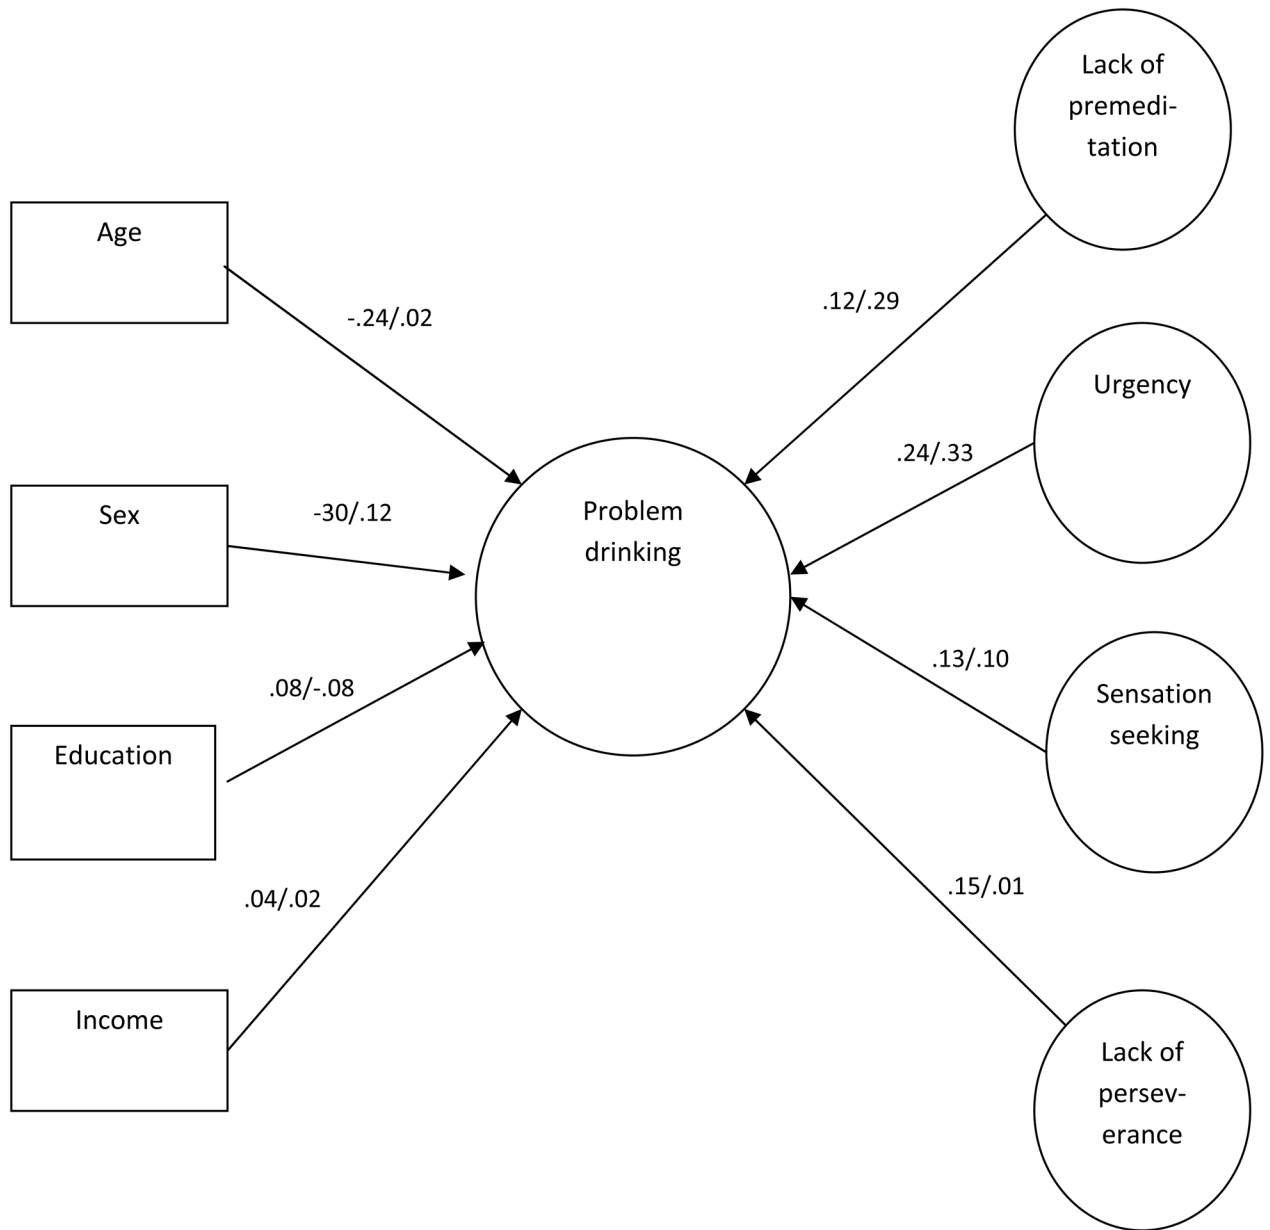 Lack of
premedi-
tation
Age
.12/.29
-.24/.02
Urgency
.24/.33
Sex
-30/.12
Problem
drinking
.13/.10
.08/-.08
Sensation
seeking
Education
.15/.01
.04/.02
Income
Lack of
persev-
erance